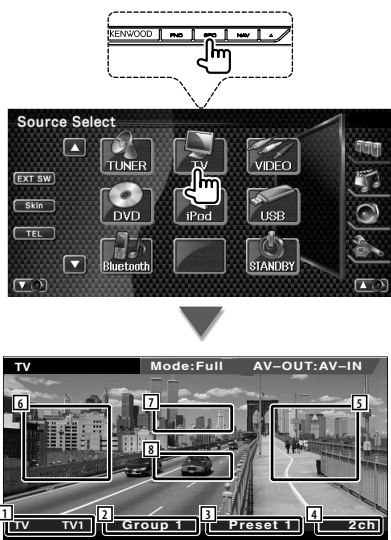 KENWOOD FNC SRC NAV
Source Select
TUNER TV VIDEO
EXT SW
Skin
DVD iPod USB
TEL
Bluetooth STANDBY
TV Mode:Full AV-OUT:AV-IN
6 7 5
8
1 2 3 4
TV TV1 Group 1 Preset 1 2ch